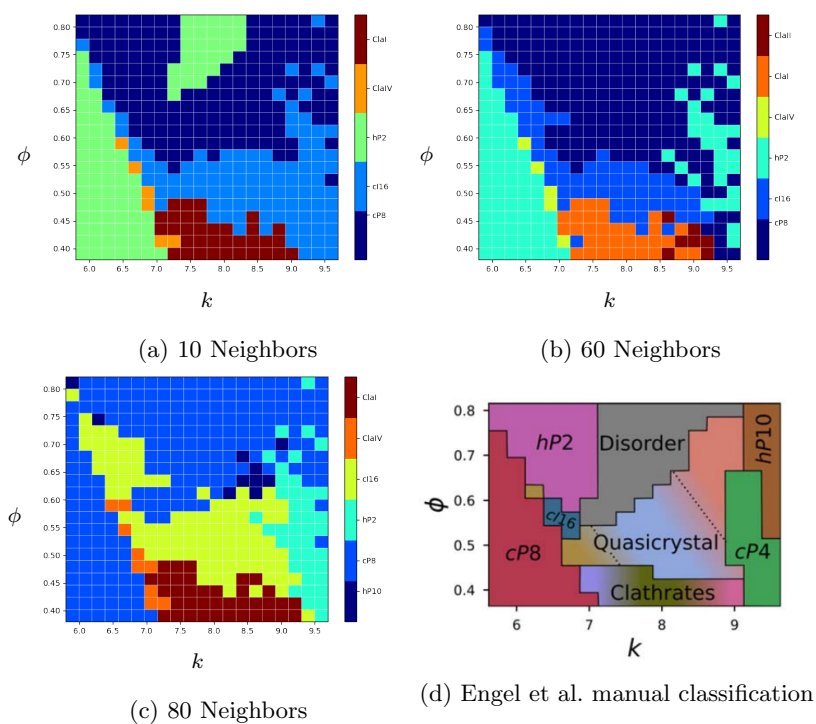 0.80
0.75
0.70
0.65
0.60
0.55
0.50
0.45
0.40
ϕ
6.0 6.5 7.0 7.5 8.0 8.5 9.0 9.5
k
ClaI
ClaIV
hP2
cI16
cP8
(a) 10 Neighbors
0.80
0.75
0.70
0.65
0.60
0.55
0.50
0.45
0.40
ϕ
6.0 6.5 7.0 7.5 8.0 8.5 9.0 9.5
k
ClaII
ClaI
ClaIV
hP2
cI16
cP8
(b) 60 Neighbors
0.80
0.75
0.70
0.65
0.60
0.55
0.50
0.45
0.40
ϕ
6.0 6.5 7.0 7.5 8.0 8.5 9.0 9.5
k
ClaI
ClaIV
cI16
hP2
cP8
hP10
(c) 80 Neighbors
0.8
0.7
0.6
0.5
0.4
ϕ
hP2
Disorder
hP10
cI16
Quasicrystal
cP8
cP4
Clathrates
6 7 8 9
k
(d) Engel et al. manual classification